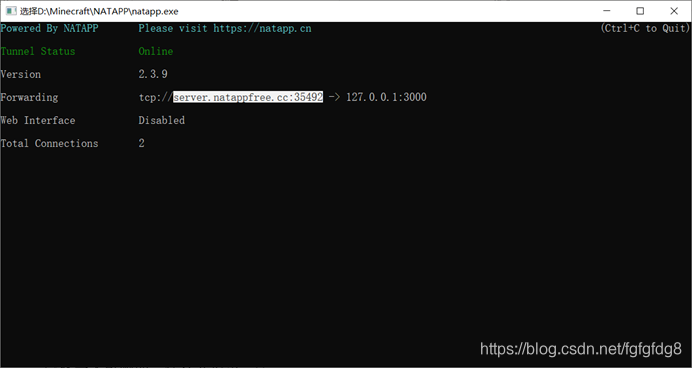 选择D:\Minecraft\NATAPP\natapp.exe
Powered By NATAPP Please visit https://natapp.cn (Ctrl+C to Quit)
Tunnel Status Online
Version 2.3.9
Forwarding tcp://server.natappfree.cc:35492 -> 127.0.0.1:3000
Web Interface Disabled
Total Connections 2
https://blog.csdn.net/fgfgfdg8